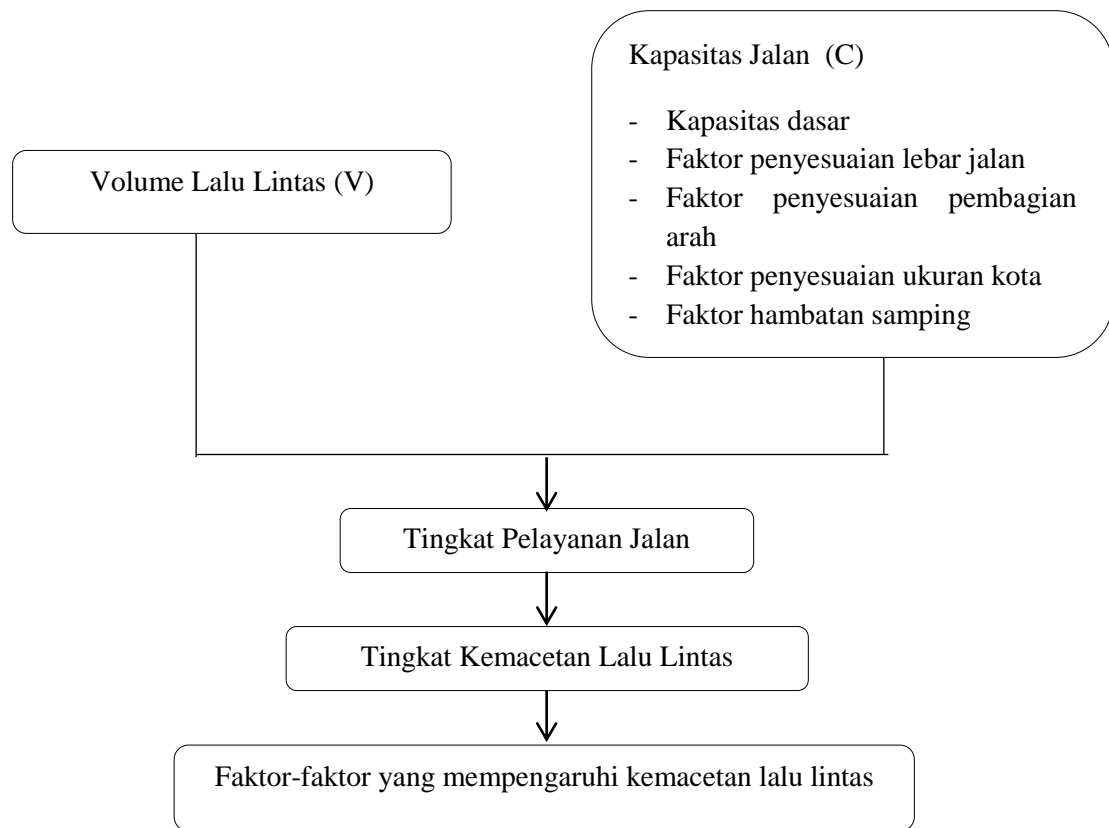 Kapasitas Jalan (C)
- Kapasitas dasar
- Faktor penyesuaian lebar jalan
- Faktor penyesuaian pembagian
arah
- Faktor penyesuaian ukuran kota
- Faktor hambatan samping
Volume Lalu Lintas (V)
Tingkat Pelayanan Jalan
Tingkat Kemacetan Lalu Lintas
Faktor-faktor yang mempengaruhi kemacetan lalu lintas